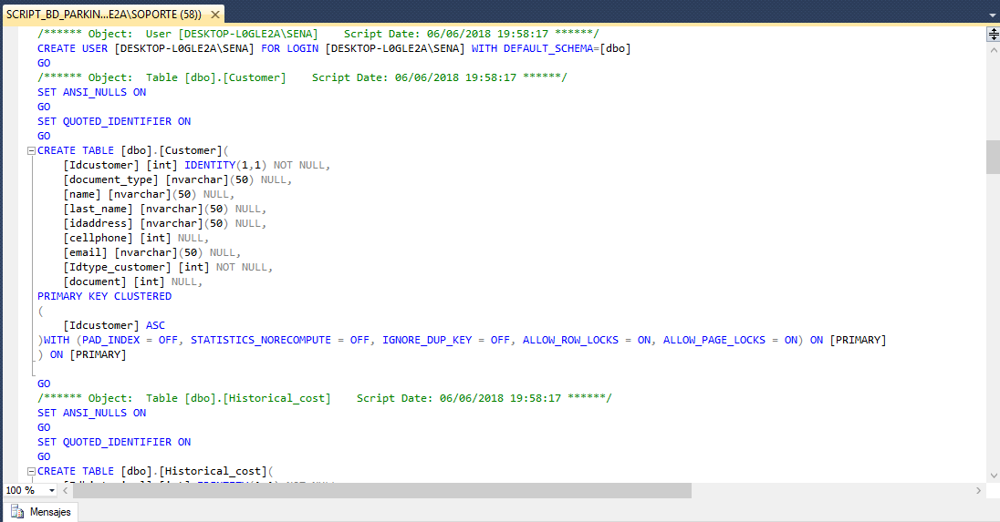 SCRIPT_BD_PARKIN...E2A\SOPORTE (58))
/****** Object:  User [DESKTOP-L0GLE2A\SENA]    Script Date: 06/06/2018 19:58:17 ******/
CREATE USER [DESKTOP-L0GLE2A\SENA] FOR LOGIN [DESKTOP-L0GLE2A\SENA] WITH DEFAULT_SCHEMA=[dbo]
GO
/****** Object:  Table [dbo].[Customer]    Script Date: 06/06/2018 19:58:17 ******/
SET ANSI_NULLS ON
GO
SET QUOTED_IDENTIFIER ON
GO
CREATE TABLE [dbo].[Customer](
[Idcustomer] [int] IDENTITY(1,1) NOT NULL,
[document_type] [nvarchar](50) NULL,
[name] [nvarchar](50) NULL,
[last_name] [nvarchar](50) NULL,
[idaddress] [nvarchar](50) NULL,
[cellphone] [int] NULL,
[email] [nvarchar](50) NULL,
[Idtype_customer] [int] NOT NULL,
[document] [int] NULL,
PRIMARY KEY CLUSTERED
(
[Idcustomer] ASC
)WITH (PAD_INDEX = OFF, STATISTICS_NORECOMPUTE = OFF, IGNORE_DUP_KEY = OFF, ALLOW_ROW_LOCKS = ON, ALLOW_PAGE_LOCKS = ON) ON [PRIMARY]
) ON [PRIMARY]
GO
/****** Object:  Table [dbo].[Historical_cost]    Script Date: 06/06/2018 19:58:17 ******/
SET ANSI_NULLS ON
GO
SET QUOTED_IDENTIFIER ON
GO
CREATE TABLE [dbo].[Historical_cost](
100 %
Mensajes